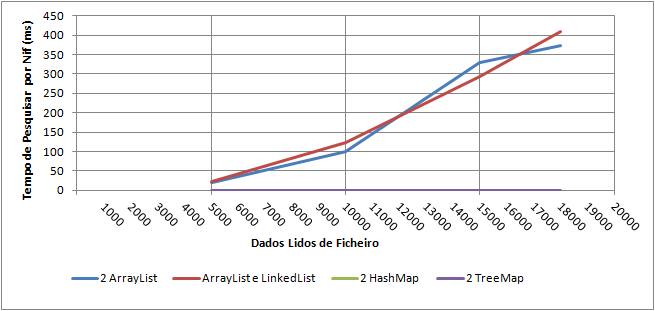 450
400
350
300
250
200
150
100
50
0
Tempo de Pesquisar por Nif (ms)
1000 2000 3000 4000 5000 6000 7000 8000 9000 10000 11000 12000 13000 14000 15000 16000 17000 18000 19000 20000
Dados Lidos de Ficheiro
2 ArrayList ArrayList e LinkedList 2 HashMap 2 TreeMap